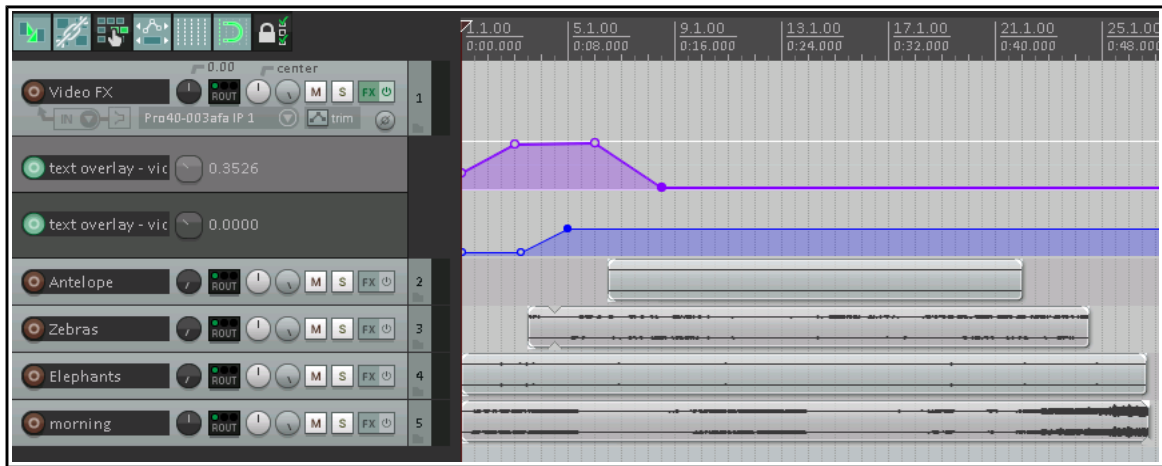 1.1.00 5.1.00 9.1.00 13.1.00 17.1.00 21.1.00 25.1.00
0:00.000 0:08.000 0:16.000 0:24.000 0:32.000 0:40.000 0:48.000
0.00 center
Video FX ROUT M S FX 1
IN Pro40-003afa IP 1 trim
text overlay - vic 0.3526
text overlay - vic 0.0000
Antelope ROUT M S FX 2
Zebras ROUT M S FX 3
Elephants ROUT M S FX 4
morning ROUT M S FX 5